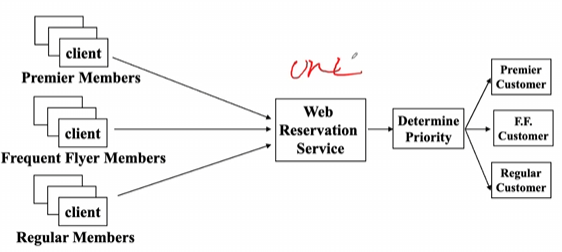 client
Premier Members
client
Frequent Flyer Members
client
Regular Members
Web
Reservation
Service
Determine
Priority
Premier
Customer
F.F.
Customer
Regular
Customer